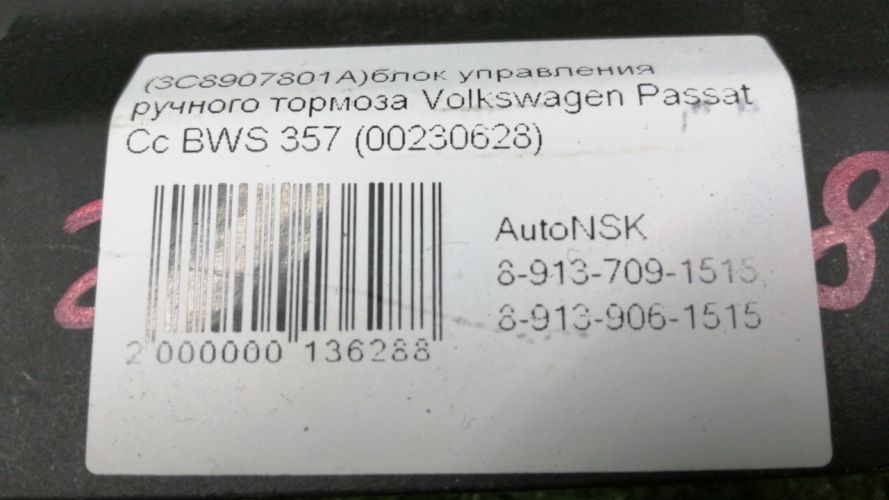 (3C8907801A)блок управления
ручного тормоза Volkswagen Passat
Cc BWS 357 (00230628)
AutoNSK
8-913-709-1515
8-913-906-1515
2 000000 136288
8